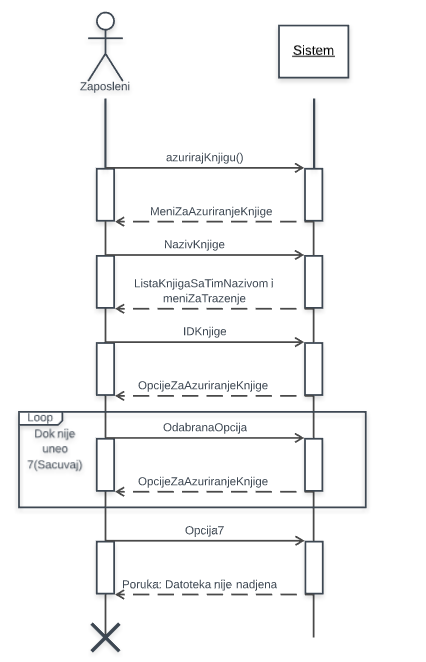 Sistem
Zaposleni
azurirajKnjigu()
MeniZaAzuriranjeKnjige
NazivKnjige
ListaKnjigaSaTimNazivom i
meniZaTrazenje
IDKnjige
OpcijeZaAzuriranjeKnjige
Loop
Dok nije
uneo
7(Sacuvaj)
OdabranaOpcija
OpcijeZaAzuriranjeKnjige
Opcija7
Poruka: Datoteka nije nadjena